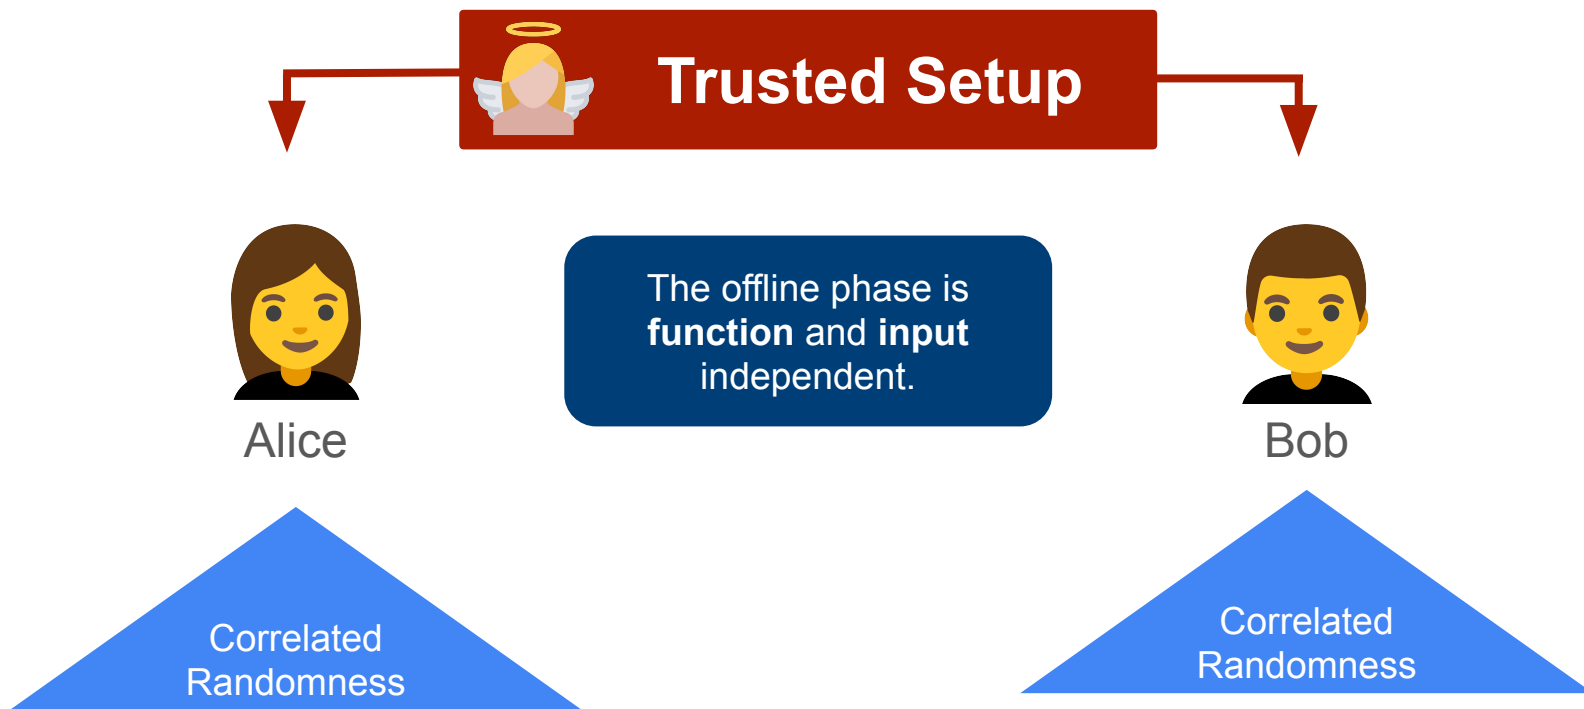 Trusted Setup
The offline phase is
function and input
independent.
Alice
Bob
Correlated
Randomness
Correlated
Randomness